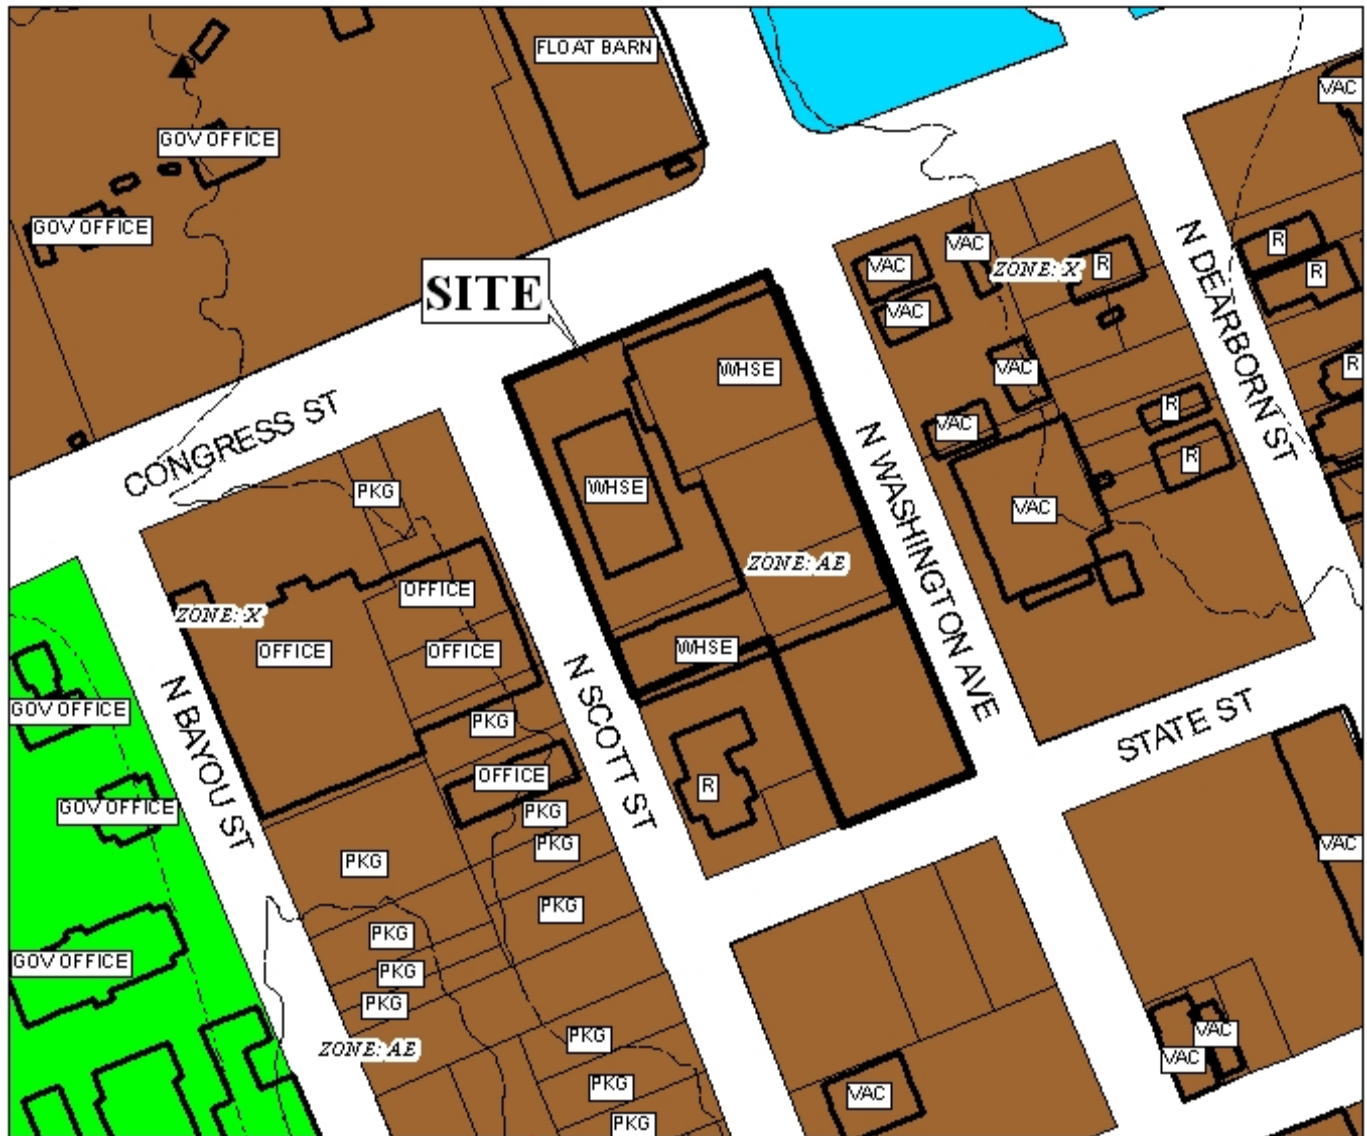 FLOAT BARN
VAC
GOV OFFICE
GOV OFFICE
SITE
VAC
VAC
ZONE: X
R
R
R
VAC
N DEARBORN ST
WHSE
VAC
R
CONGRESS ST
R
VAC
R
PKG
WHSE
VAC
N WASHINGTON AVE
ZONE: AE
OFFICE
ZONE: X
OFFICE
OFFICE
WHSE
GOV OFFICE
PKG
N BAYOU ST
N SCOTT ST
STATE ST
OFFICE
R
GOV OFFICE
PKG
PKG
VAC
PKG
PKG
PKG
GOV OFFICE
PKG
PKG
VAC
PKG
ZONE: AE
VAC
PKG
VAC
PKG